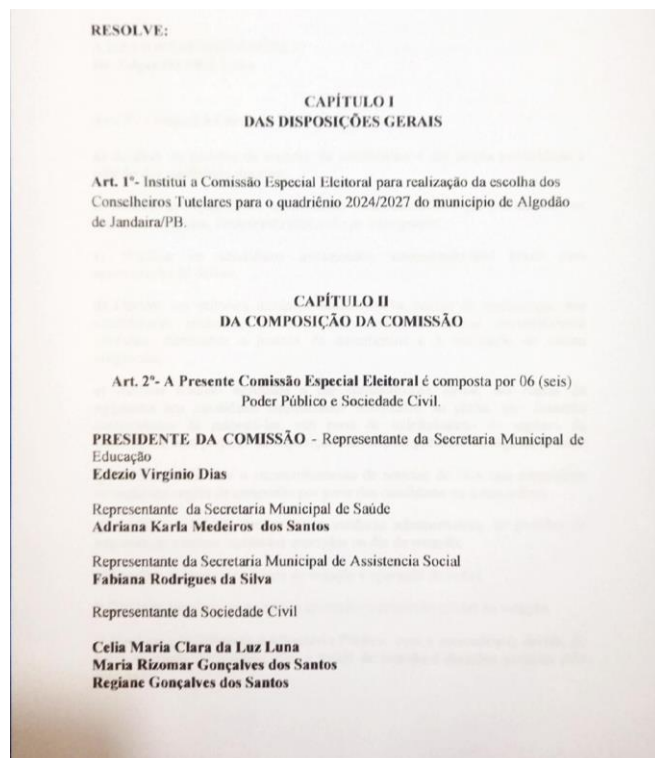 RESOLVE:
CAPÍTULO I
DAS DISPOSIÇÕES GERAIS
Art. 1º- Institui a Comissão Especial Eleitoral para realização da escolha dos
Conselheiros Tutelares para o quadriênio 2024/2027 do município de Algodão
de Jandaíra/PB.
CAPÍTULO II
DA COMPOSIÇÃO DA COMISSÃO
Art. 2º- A Presente Comissão Especial Eleitoral é composta por 06 (seis)
Poder Público e Sociedade Civil.
PRESIDENTE DA COMISSÃO - Representante da Secretaria Municipal de
Educação
Edezio Virginio Dias
Representante da Secretaria Municipal de Saúde
Adriana Karla Medeiros dos Santos
Representante da Secretaria Municipal de Assistencia Social
Fabiana Rodrigues da Silva
Representante da Sociedade Civil
Celia Maria Clara da Luz Luna
Maria Rizomar Gonçalves dos Santos
Regiane Gonçalves dos Santos